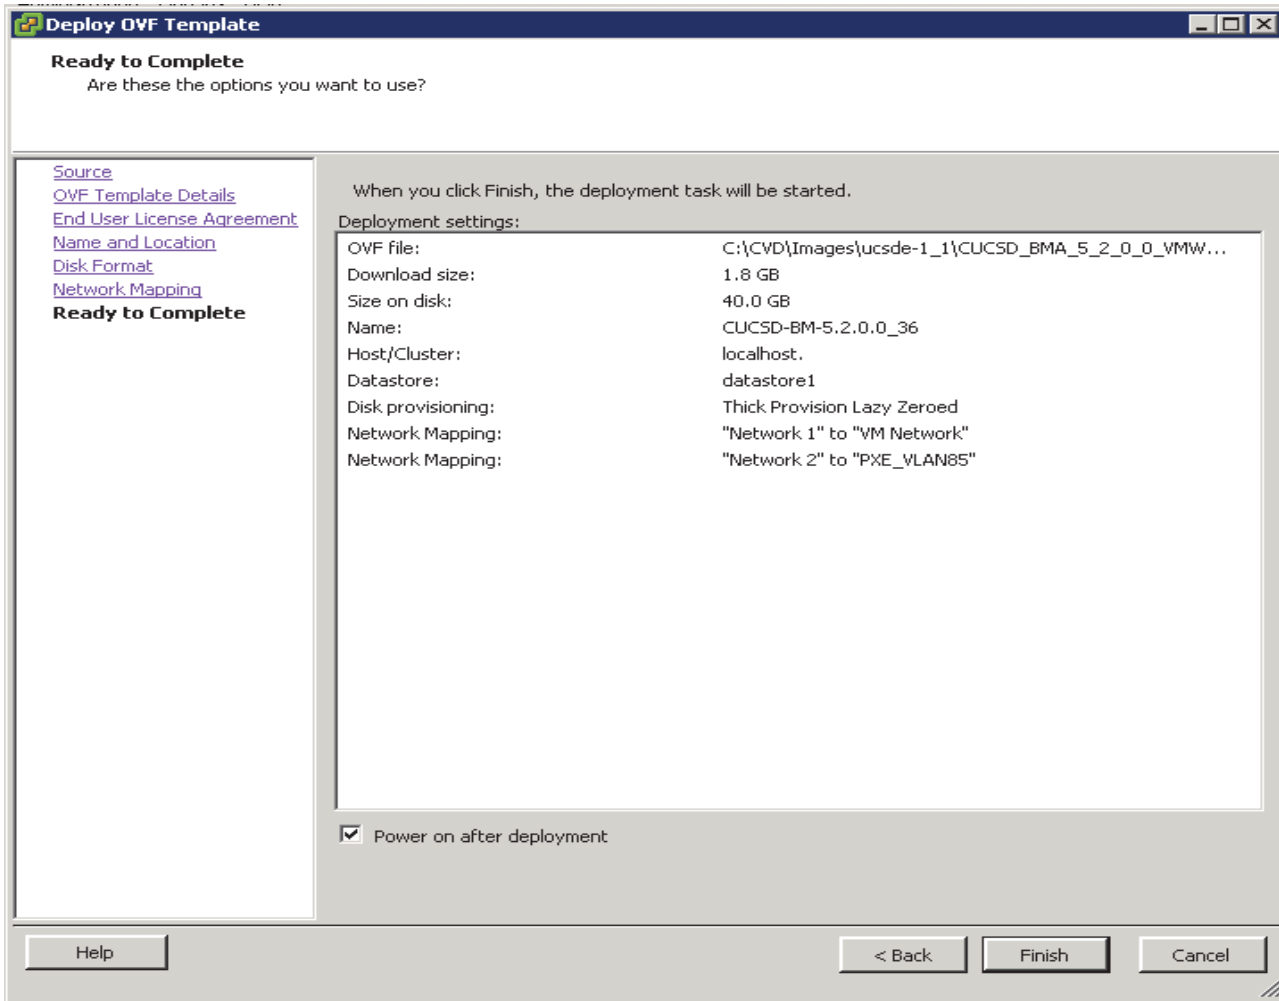 Deploy OVF Template
Ready to Complete
Are these the options you want to use?
Source
OVF Template Details
End User License Agreement
Name and Location
Disk Format
Network Mapping
Ready to Complete
When you click Finish, the deployment task will be started.
Deployment settings:
OVF file: C:\CVD\Images\ucsde-1_1\CUCSD_BMA_5_2_0_0_VMW...
Download size: 1.8 GB
Size on disk: 40.0 GB
Name: CUCSD-BM-5.2.0.0_36
Host/Cluster: localhost.
Datastore: datastore1
Disk provisioning: Thick Provision Lazy Zeroed
Network Mapping: "Network 1" to "VM Network"
Network Mapping: "Network 2" to "PXE_VLAN85"
Power on after deployment
Help < Back Finish Cancel